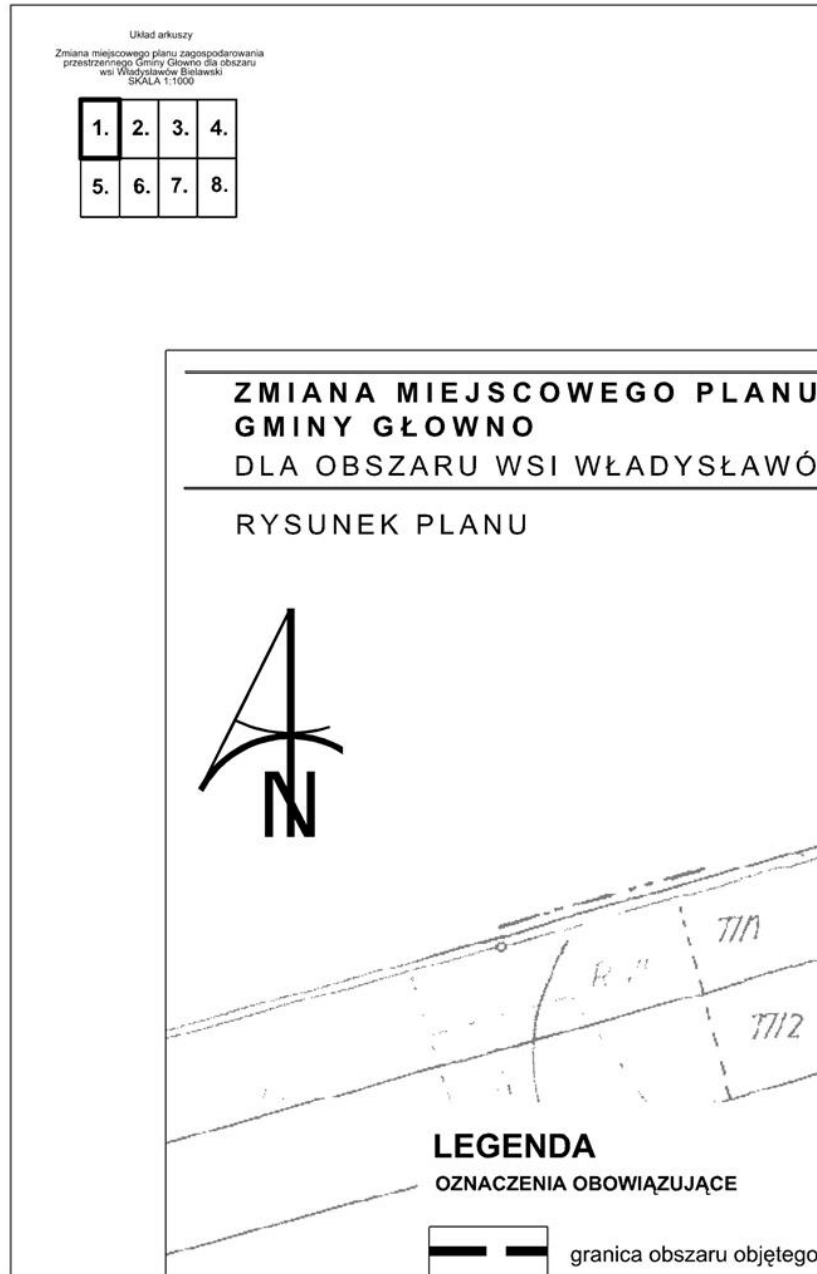 Układ arkuszy
Zmiana miejscowego planu zagospodarowania
przestrzennego Gminy Głowno dla obszaru
wsi Władysławów Bielawski
SKALA 1:1000
1. 2. 3. 4.
5. 6. 7. 8.
ZMIANA MIEJSCOWEGO PLANU
GMINY GŁOWNO
DLA OBSZARU WSI WŁADYSŁAWÓ
RYSUNEK PLANU
N
77/1
77/2
LEGENDA
OZNACZENIA OBOWIĄZUJĄCE
granica obszaru objętego